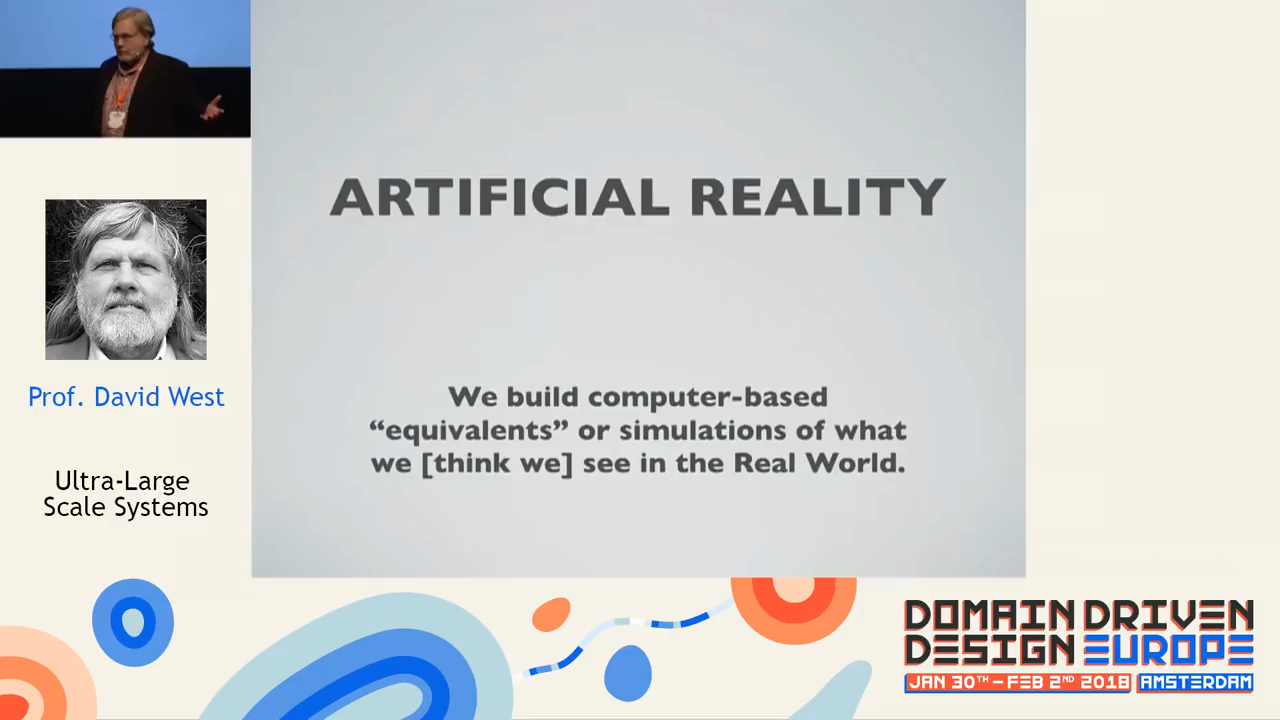 ARTIFICIAL REALITY
We build computer-based
“equivalents” or simulations of what
we [think we] see in the Real World.
Prof. David West
Ultra-Large
Scale Systems
DOMAIN DRIVEN
DESIGN EUROPE
JAN 30TH – FEB 2ND 2018 AMSTERDAM